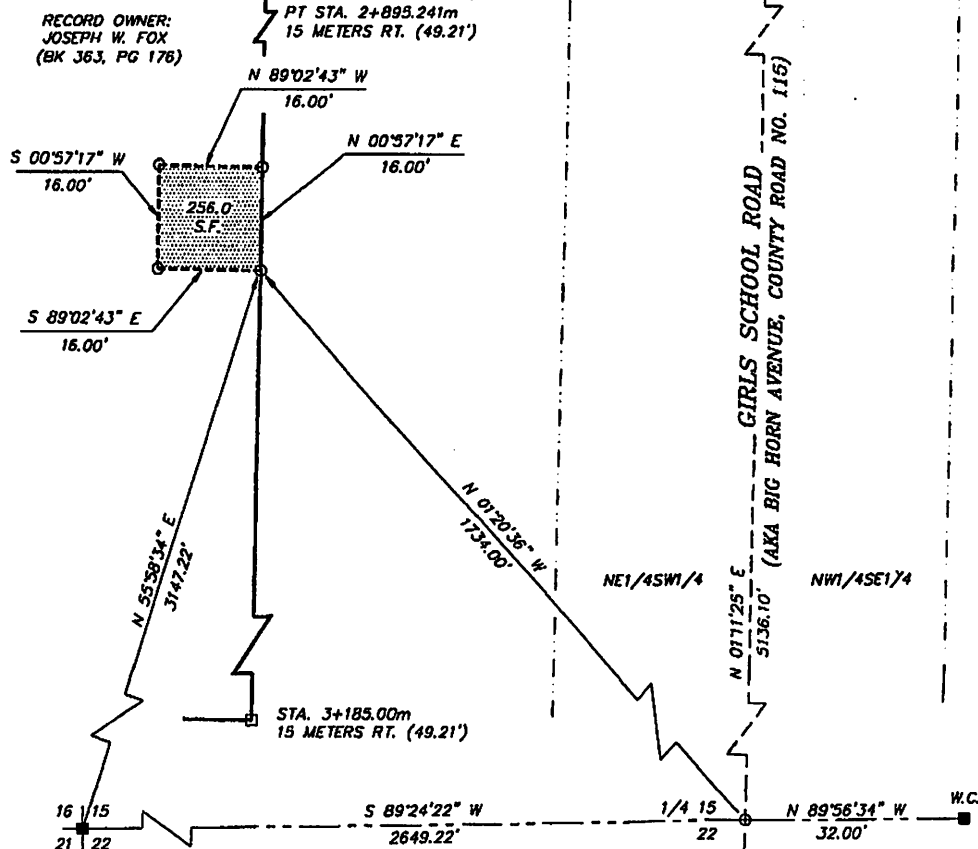 RECORD OWNER:
JOSEPH W. FOX
(BK 363, PG 176)
PT STA. 2+895.241m
15 METERS RT. (49.21')
N 89°02'43" W
16.00'
S 00°57'17" W
16.00'
N 00°57'17" E
16.00'
256.0
S.F.
S 89°02'43" E
16.00'
GIRLS SCHOOL ROAD
(AKA BIG HORN AVENUE, COUNTY ROAD NO. 115)
N 55°58'34" E
3147.22'
N 01°20'36" W
1734.00'
NE1/4SW1/4
N 01°11'25" E
5136.10'
NW1/4SE1/4
STA. 3+185.00m
15 METERS RT. (49.21')
16 15
21 22
S 89°24'22" W
2649.22'
1/4 15
22
N 89°56'34" W
32.00'
W.C.